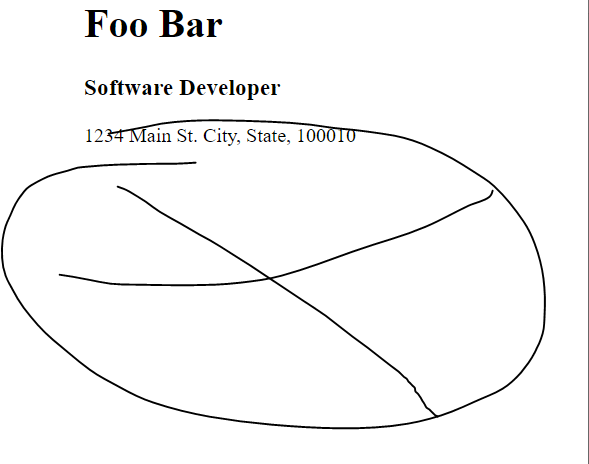 Foo Bar
Software Developer
1234 Main St. City, State, 100010